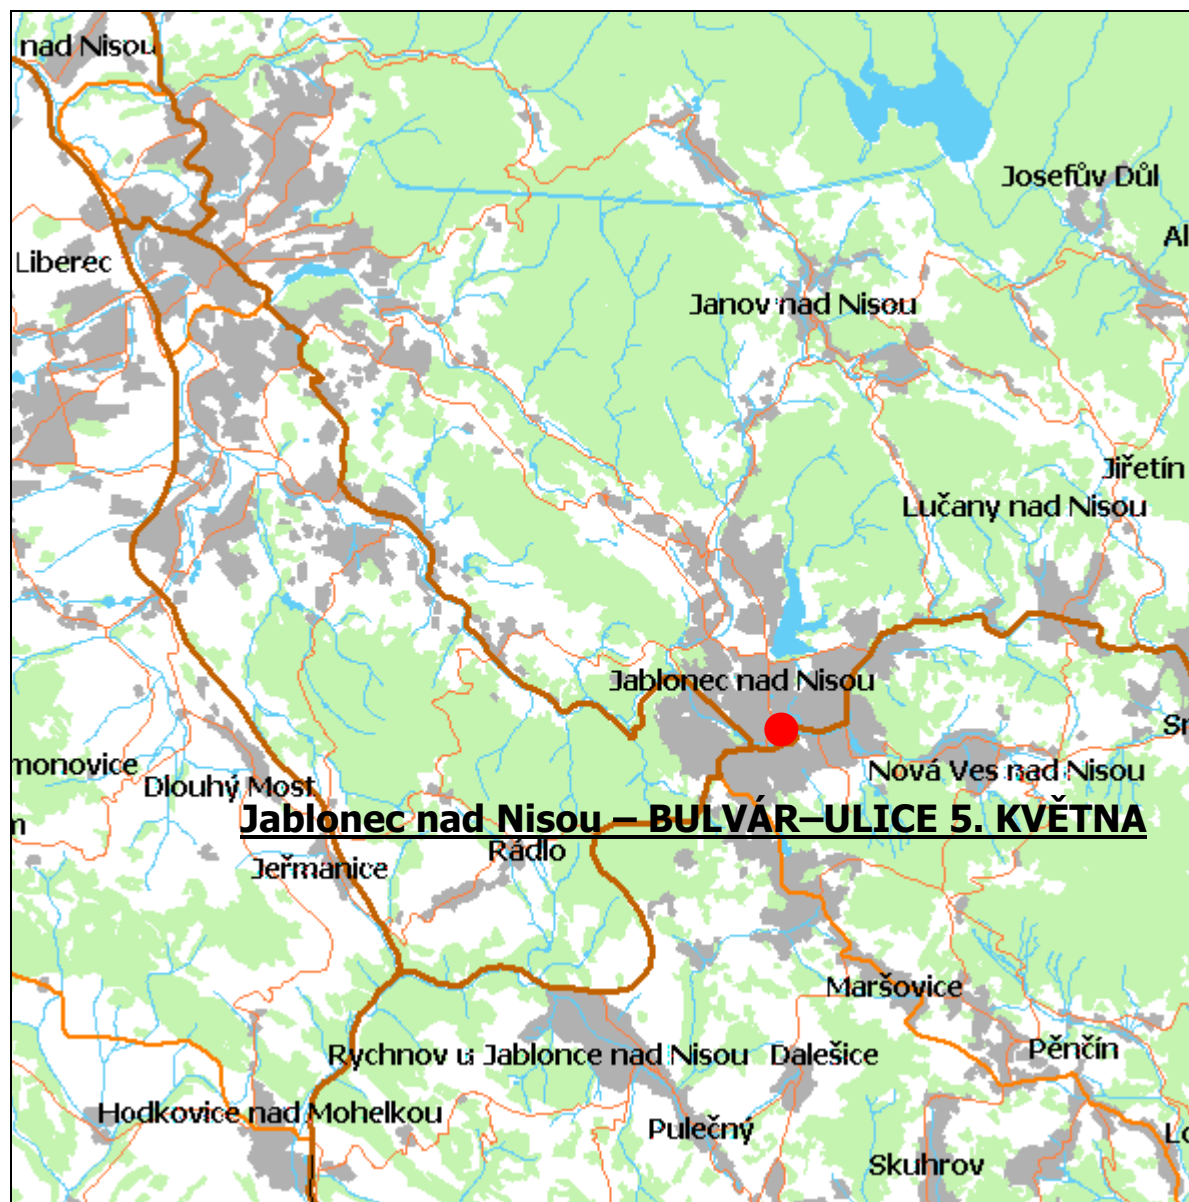 nad Nisou
Josefův Důl
Al
Liberec
Janov nad Nisou
Jiřetín
Lučany nad Nisou
Jablonec nad Nisou
Sr
monovice
Nová Ves nad Nisou
Dlouhý Most
m
Jablonec nad Nisou – BULVÁR–ULICE 5. KVĚTNA
Rádlo
Jeřmanice
Maršovice
Rychnov u Jablonce nad Nisou
Dalešice
Pěnčín
Hodkovice nad Mohelkou
Pulečný
Lo
Skuhrov